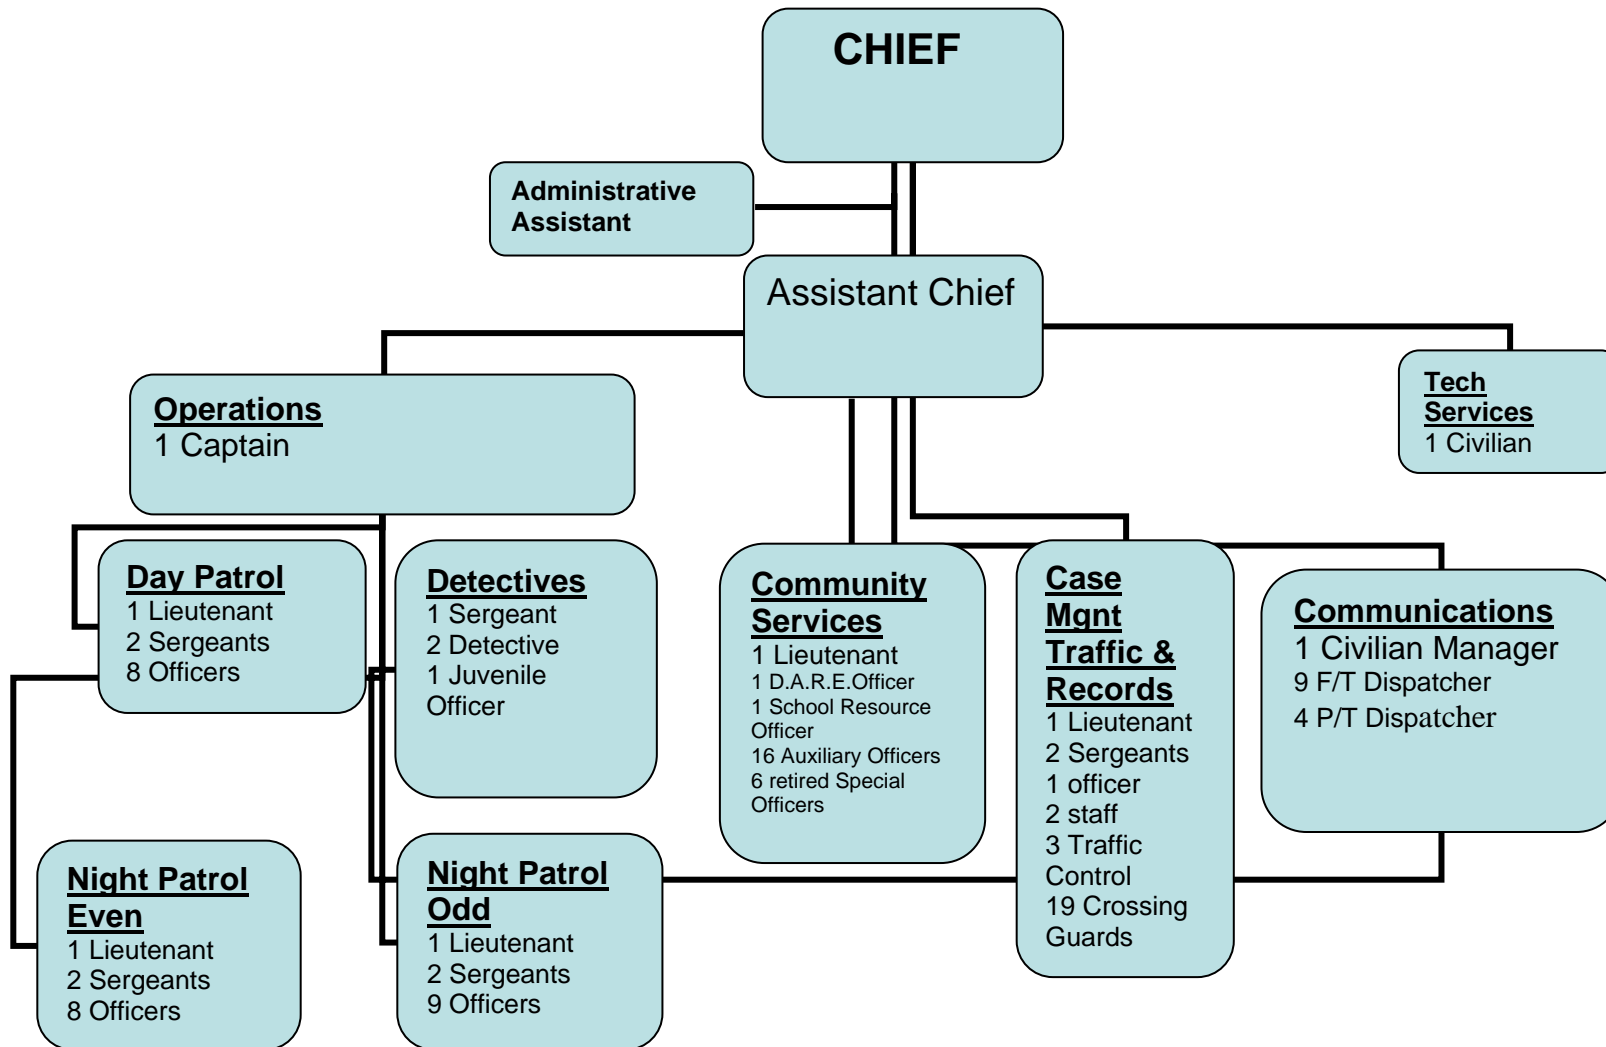 CHIEF
Administrative
Assistant
Assistant Chief
Operations
1 Captain
Tech
Services
1 Civilian
Day Patrol
1 Lieutenant
2 Sergeants
8 Officers
Detectives
1 Sergeant
2 Detective
1 Juvenile
Officer
Community
Services
1 Lieutenant
1 D.A.R.E.Officer
1 School Resource
Officer
16 Auxiliary Officers
6 retired Special
Officers
Case
Mgnt
Traffic &
Records
1 Lieutenant
2 Sergeants
1 officer
2 staff
3 Traffic
Control
19 Crossing
Guards
Communications
1 Civilian Manager
9 F/T Dispatcher
4 P/T Dispatcher
Night Patrol
Even
1 Lieutenant
2 Sergeants
8 Officers
Night Patrol
Odd
1 Lieutenant
2 Sergeants
9 Officers